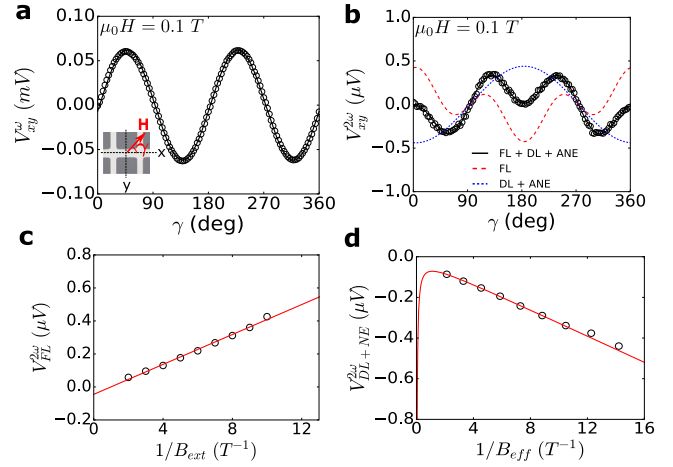 a
μ₀H = 0.1 T
V^ω_xy (mV)
0.10
0.05
0.00
−0.05
−0.10
H
x
y
0 90 180 270 360
γ (deg)
b
μ₀H = 0.1 T
V^2ω_xy (μV)
1.0
0.5
0.0
−0.5
−1.0
FL + DL + ANE
FL
DL + ANE
0 90 180 270 360
γ (deg)
c
V^2ω_FL (μV)
0.8
0.6
0.4
0.2
0.0
−0.2
0 4 8 12
1/B_ext (T⁻¹)
d
V^2ω_DL+NE (μV)
0.0
−0.2
−0.4
−0.6
−0.8
0 4 8 12 16
1/B_eff (T⁻¹)